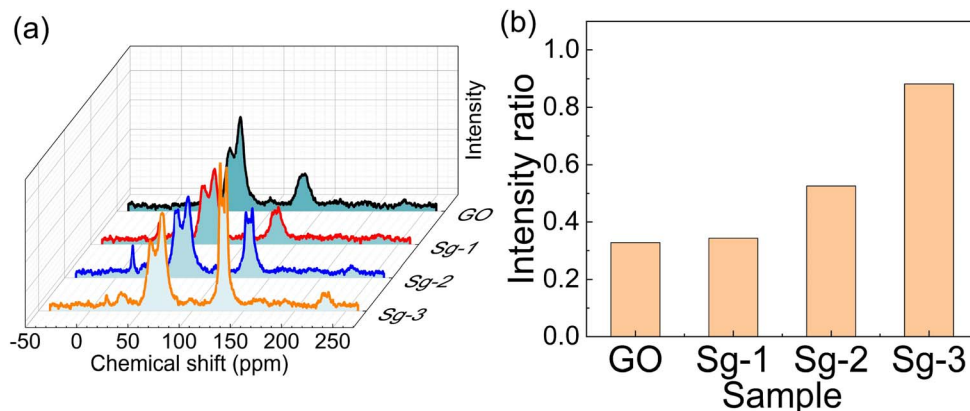 (a)
Intensity
GO
Sg-1
Sg-2
Sg-3
-50 0 50 100 150 200 250
Chemical shift (ppm)
(b)
Intensity ratio
1.0
0.8
0.6
0.4
0.2
0.0
GO Sg-1 Sg-2 Sg-3
Sample